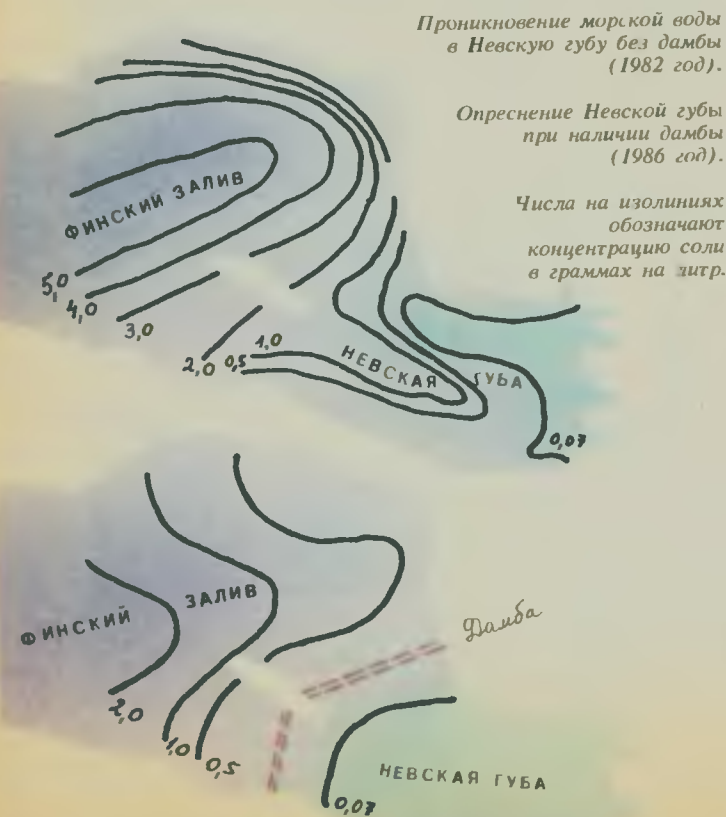 Проникновение морской воды
в Невскую губу без дамбы
(1982 год).
Опреснение Невской губы
при наличии дамбы
(1986 год).
Числа на изолиниях
обозначают
концентрацию соли
в граммах на литр.
ФИНСКИЙ ЗАЛИВ
5,0
4,0
3,0
2,0
0,5
1,0
НЕВСКАЯ ГУБА
0,07
ФИНСКИЙ ЗАЛИВ
Дамба
2,0
1,0
0,5
НЕВСКАЯ ГУБА
0,07